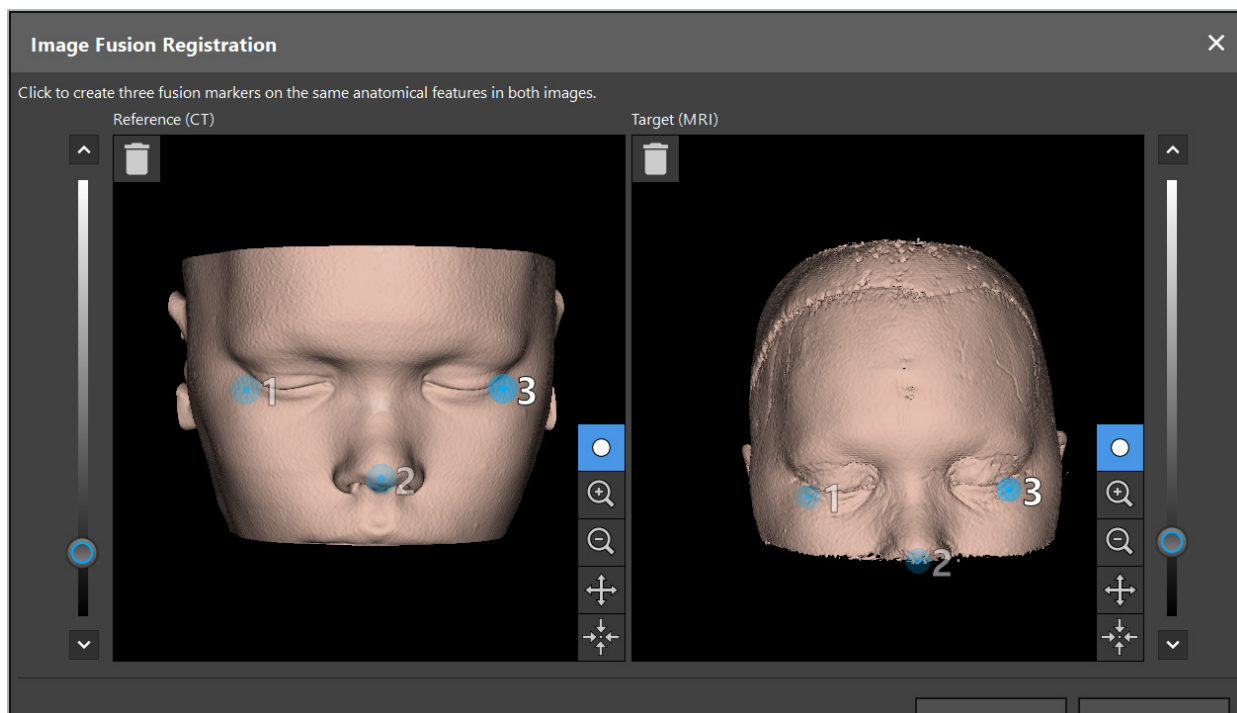 Image Fusion Registration
Click to create three fusion markers on the same anatomical features in both images.
Reference (CT)
Target (MRI)
1
3
2
1
3
2